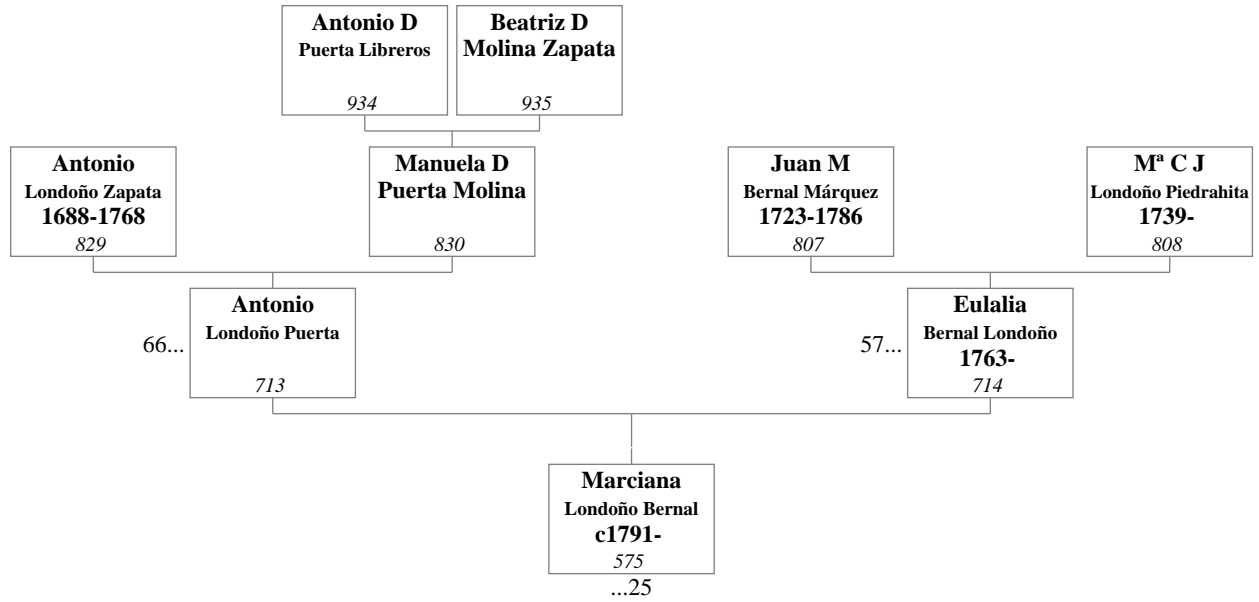 Antonio D
Puerta Libreros
934
Beatriz D
Molina Zapata
935
Antonio
Londoño Zapata
1688-1768
829
Manuela D
Puerta Molina
830
Juan M
Bernal Márquez
1723-1786
807
Mª C J
Londoño Piedrahita
1739-
808
66...
Antonio
Londoño Puerta
713
57...
Eulalia
Bernal Londoño
1763-
714
Marciana
Londoño Bernal
c1791-
575
...25